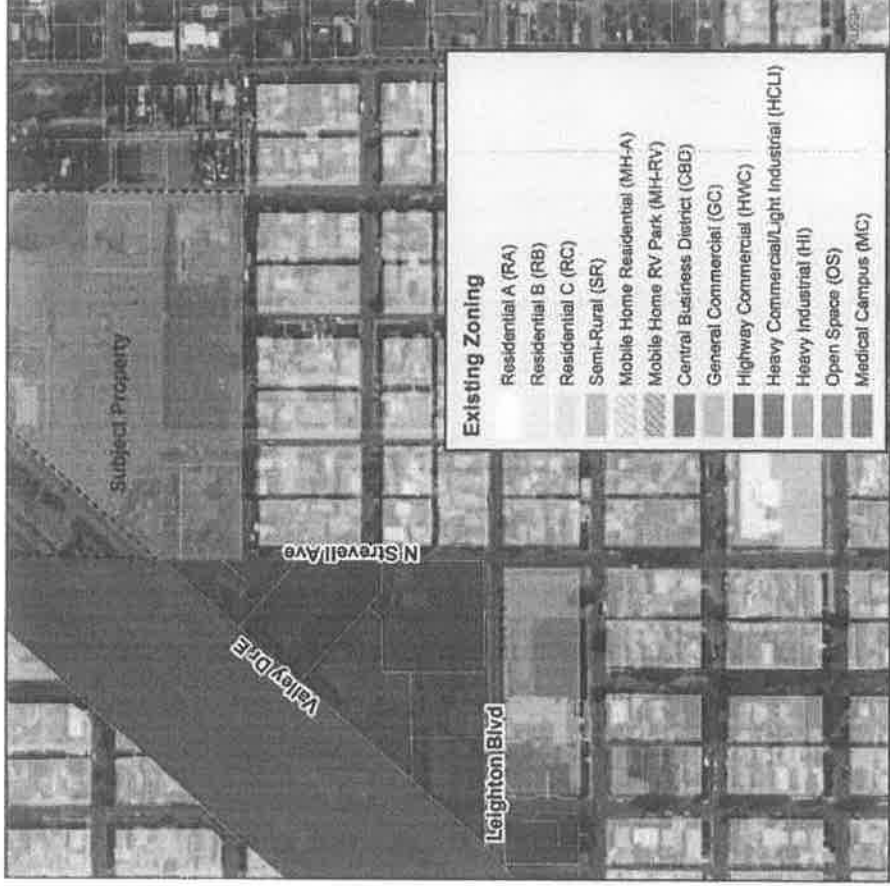 Subject Property
N Strevell Ave
Valley Dr E
Leighton Blvd
Existing Zoning
Residential A (RA)
Residential B (RB)
Residential C (RC)
Semi-Rural (SR)
Mobile Home Residential (MH-A)
Mobile Home RV Park (MH-RV)
Central Business District (CBD)
General Commercial (GC)
Highway Commercial (HWC)
Heavy Commercial/Light Industrial (HCLI)
Heavy Industrial (HI)
Open Space (OS)
Medical Campus (MC)